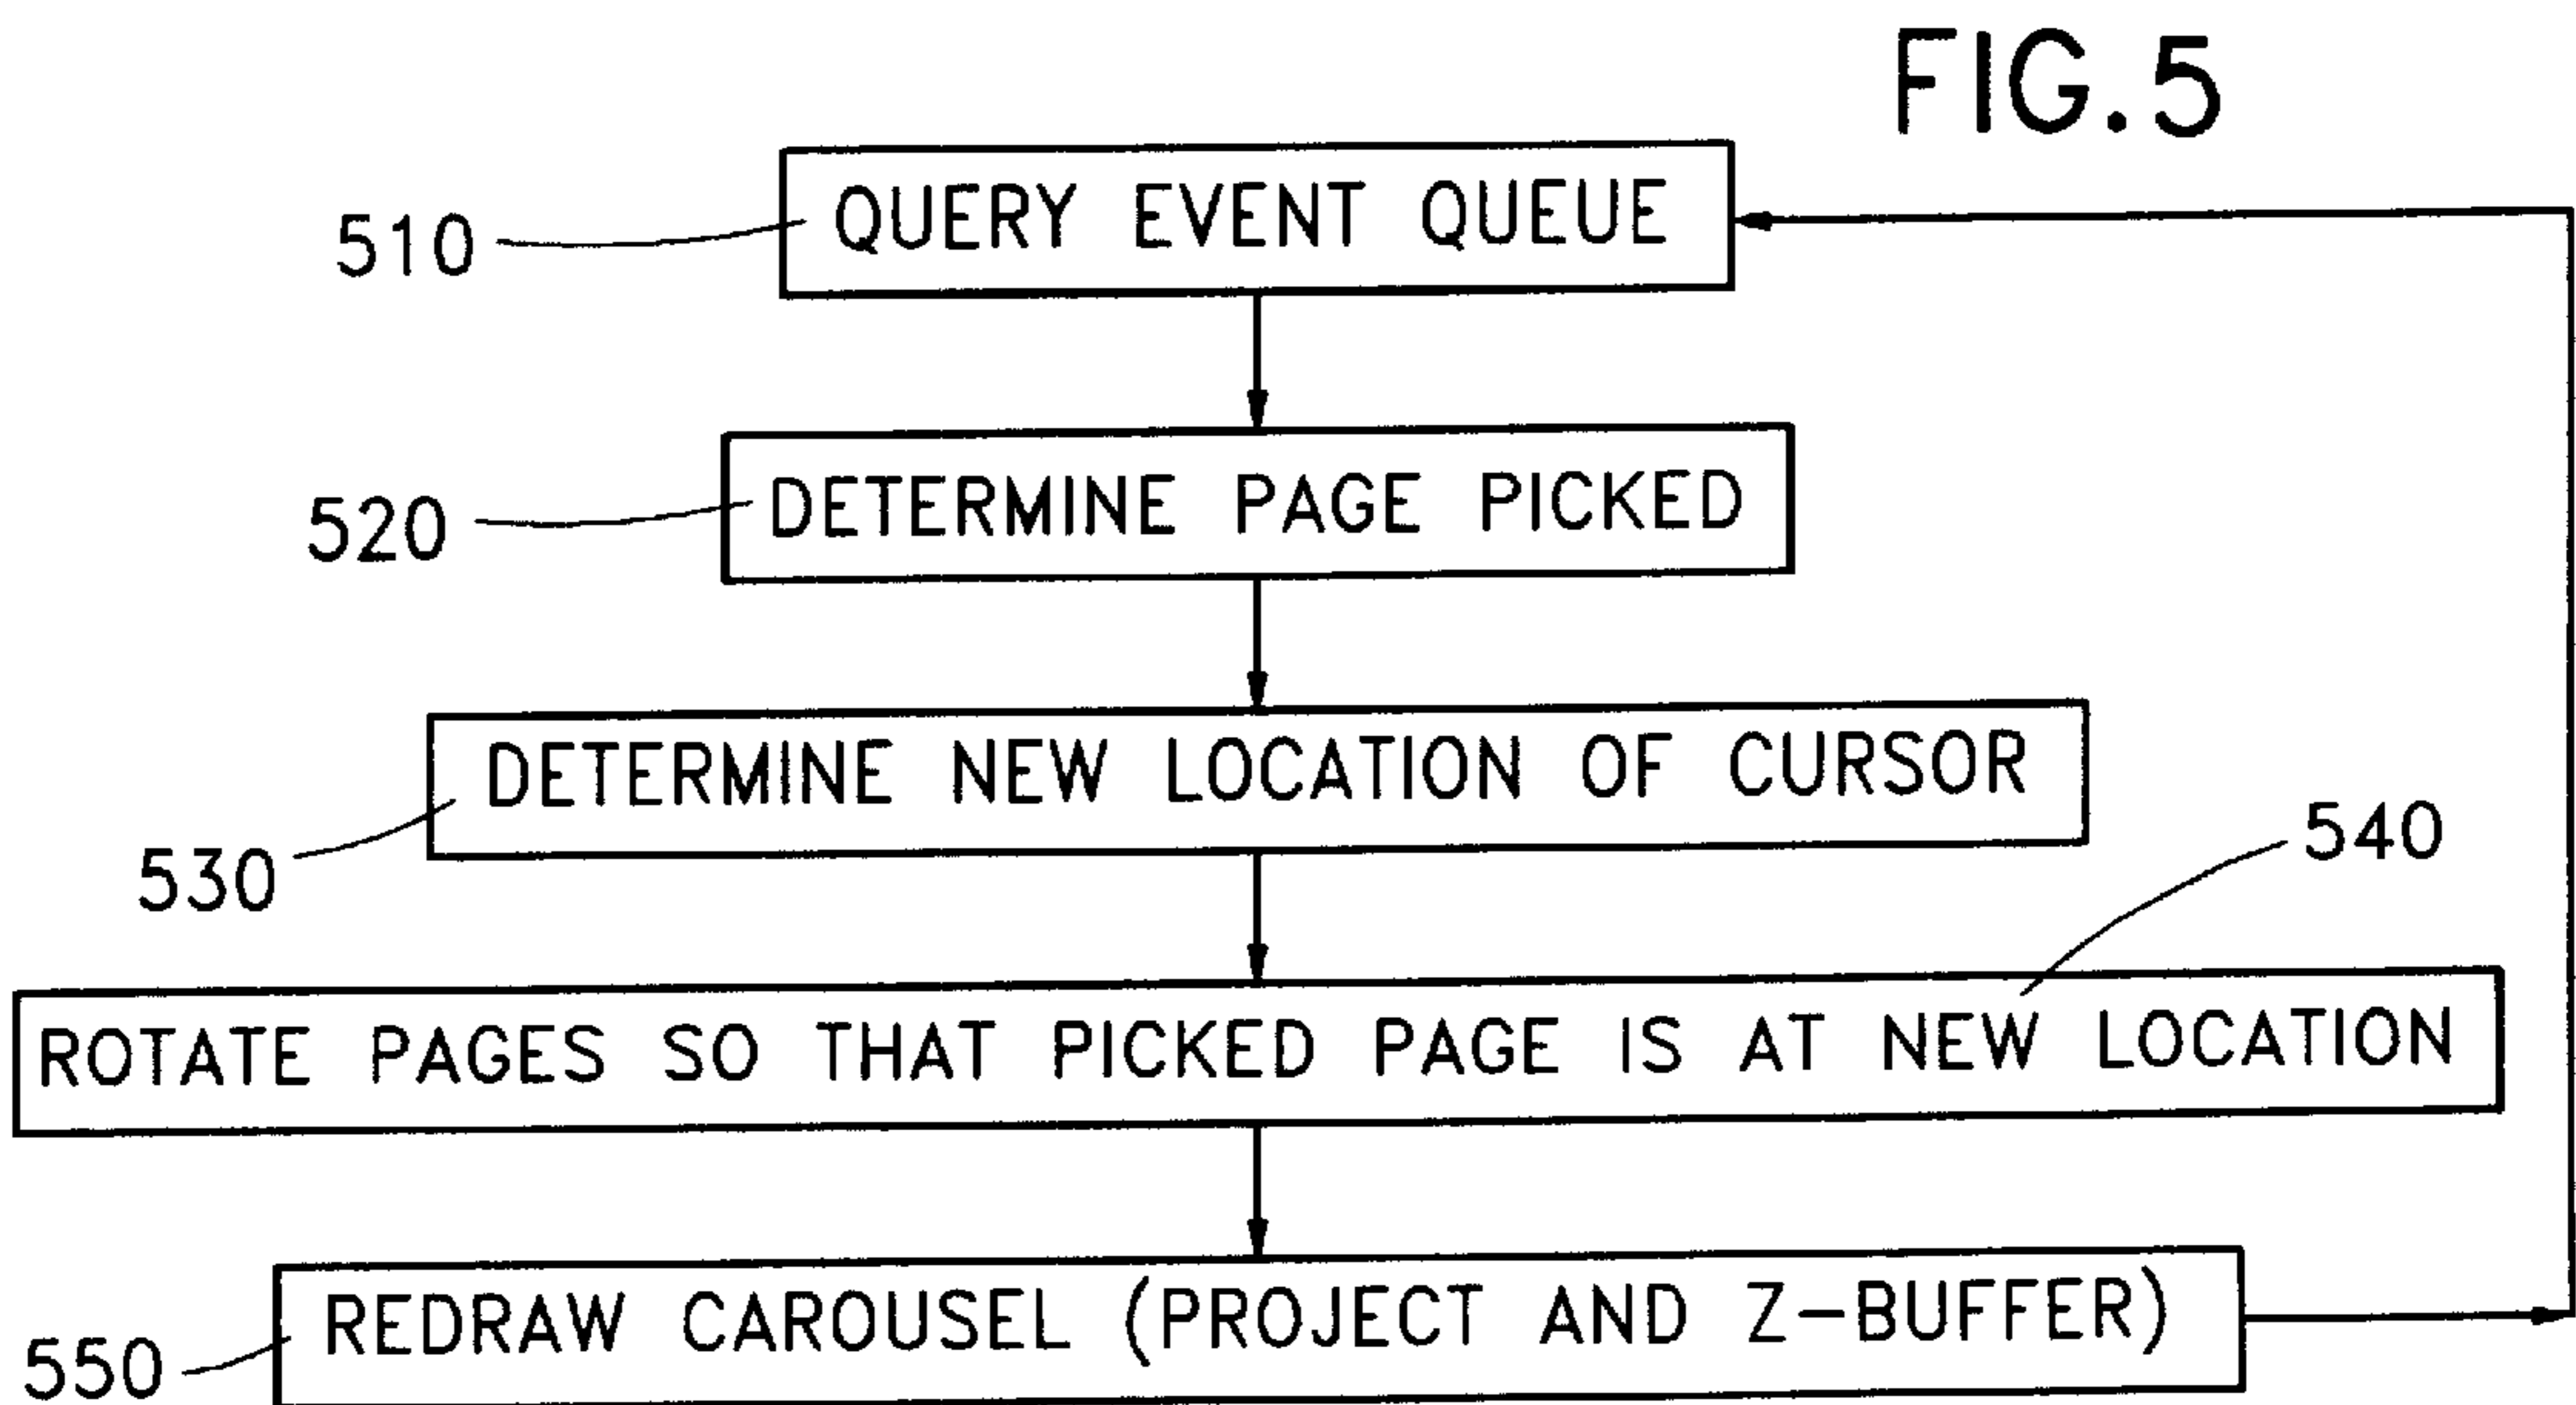 FIG.5
510
QUERY EVENT QUEUE
520
DETERMINE PAGE PICKED
530
DETERMINE NEW LOCATION OF CURSOR
540
ROTATE PAGES SO THAT PICKED PAGE IS AT NEW LOCATION
550
REDRAW CAROUSEL (PROJECT AND Z-BUFFER)